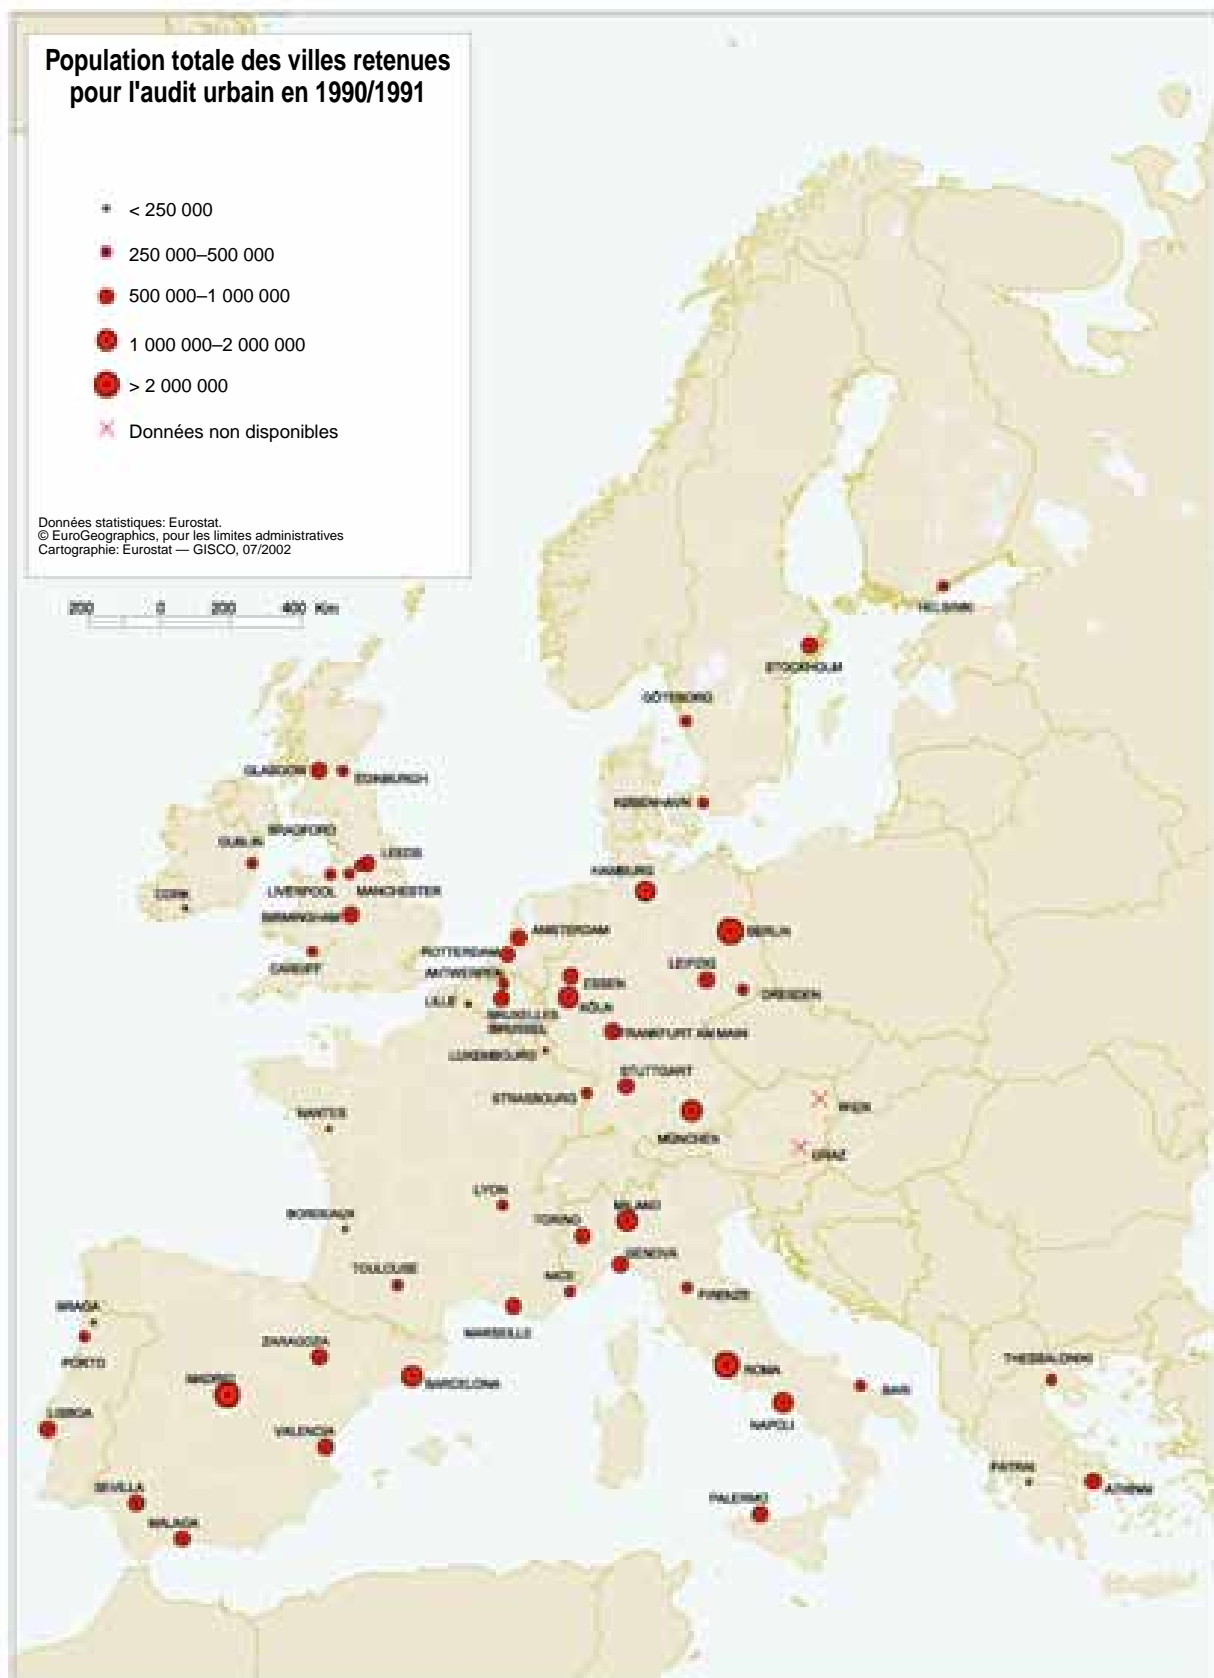 Population totale des villes retenues
pour l'audit urbain en 1990/1991
< 250 000
250 000–500 000
500 000–1 000 000
1 000 000–2 000 000
> 2 000 000
Données non disponibles
Données statistiques: Eurostat.
© EuroGeographics, pour les limites administratives
Cartographie: Eurostat — GISCO, 07/2002
200 0 200 400 Km
HELSINKI
STOCKHOLM
GÖTEBORG
GLASGOW
EDINBURGH
KØBENHAVN
BRADFORD
DUBLIN
LEEDS
HAMBURG
LIVERPOOL
MANCHESTER
CORK
BIRMINGHAM
AMSTERDAM
BERLIN
ROTTERDAM
CARDIFF
LEIPZIG
ANTWERPEN
ESSEN
DRESDEN
LILLE
KÖLN
BRUXELLES
BRUSSEL
FRANKFURT AM MAIN
LUXEMBOURG
STUTTGART
STRASBOURG
WIEN
NANTES
MÜNCHEN
GRAZ
LYON
MILANO
BORDEAUX
TORINO
GENOVA
TOULOUSE
NICE
FIRENZE
BRAGA
MARSEILLE
ZARAGOZA
PORTO
THESSALONIKI
ROMA
MADRID
BARCELONA
BARI
LISBOA
NAPOLI
VALENCIA
PATRAI
SEVILLA
ATHINAI
PALERMO
MALAGA